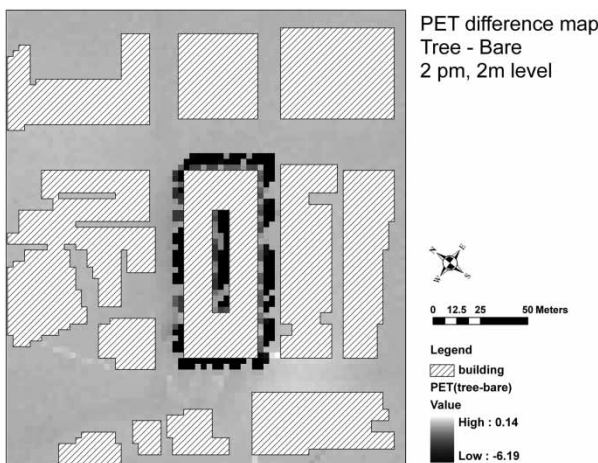 PET difference map
Tree - Bare
2 pm, 2m level
N
E
W
S
0 12.5 25 50 Meters
Legend
building
PET(tree-bare)
Value
High : 0.14
Low : -6.19